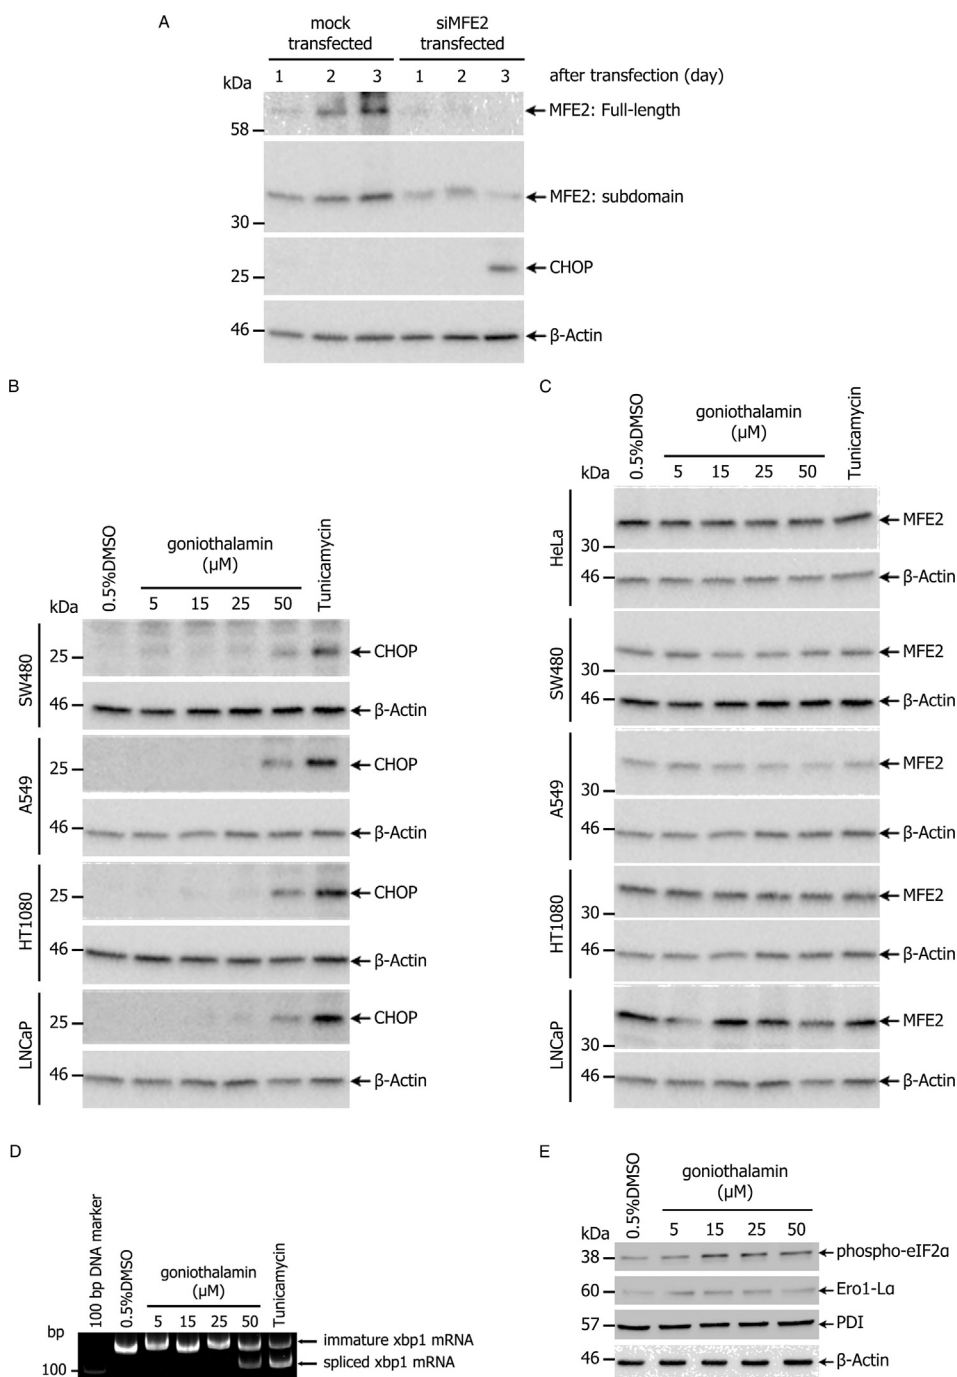 A
mock
transfected
siMFE2
transfected
kDa
1 2 3 1 2 3 after transfection (day)
MFE2: Full-length
58
MFE2: subdomain
30
CHOP
25
46
β-Actin
B
0.5%DMSO
goniothalamin
(µM)
Tunicamycin
kDa
5 15 25 50
SW480
25
CHOP
46
β-Actin
A549
25
CHOP
46
β-Actin
HT1080
25
CHOP
46
β-Actin
LNCaP
25
CHOP
46
β-Actin
C
0.5%DMSO
goniothalamin
(µM)
Tunicamycin
kDa
5 15 25 50
HeLa
MFE2
30
46
β-Actin
SW480
MFE2
30
46
β-Actin
A549
MFE2
30
46
β-Actin
HT1080
MFE2
30
46
β-Actin
LNCaP
MFE2
30
46
β-Actin
D
100 bp DNA marker
0.5%DMSO
goniothalamin
(µM)
Tunicamycin
5 15 25 50
bp
immature xbp1 mRNA
spliced xbp1 mRNA
100
E
0.5%DMSO
goniothalamin
(µM)
kDa
5 15 25 50
38
phospho-eIF2α
60
Ero1-Lα
57
PDI
46
β-Actin